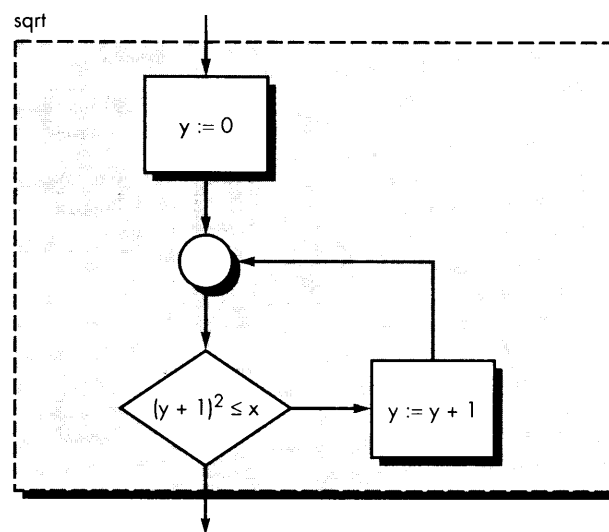 sqrt
y := 0
(y + 1)² ≤ x
y := y + 1